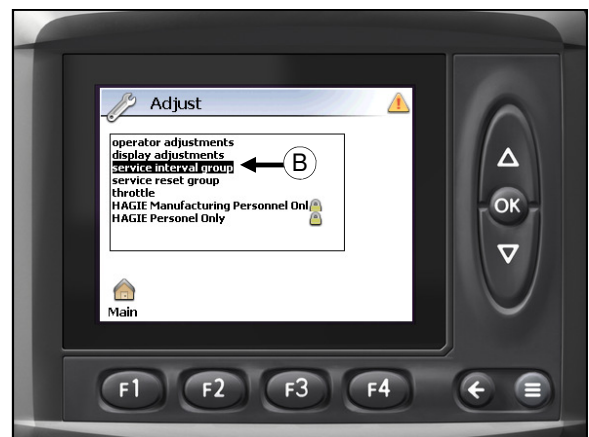 Adjust
operator adjustments
display adjustments
service interval group
B
service reset group
throttle
HAGIE Manufacturing Personnel Onl
HAGIE Personel Only
Main
OK
F1
F2
F3
F4